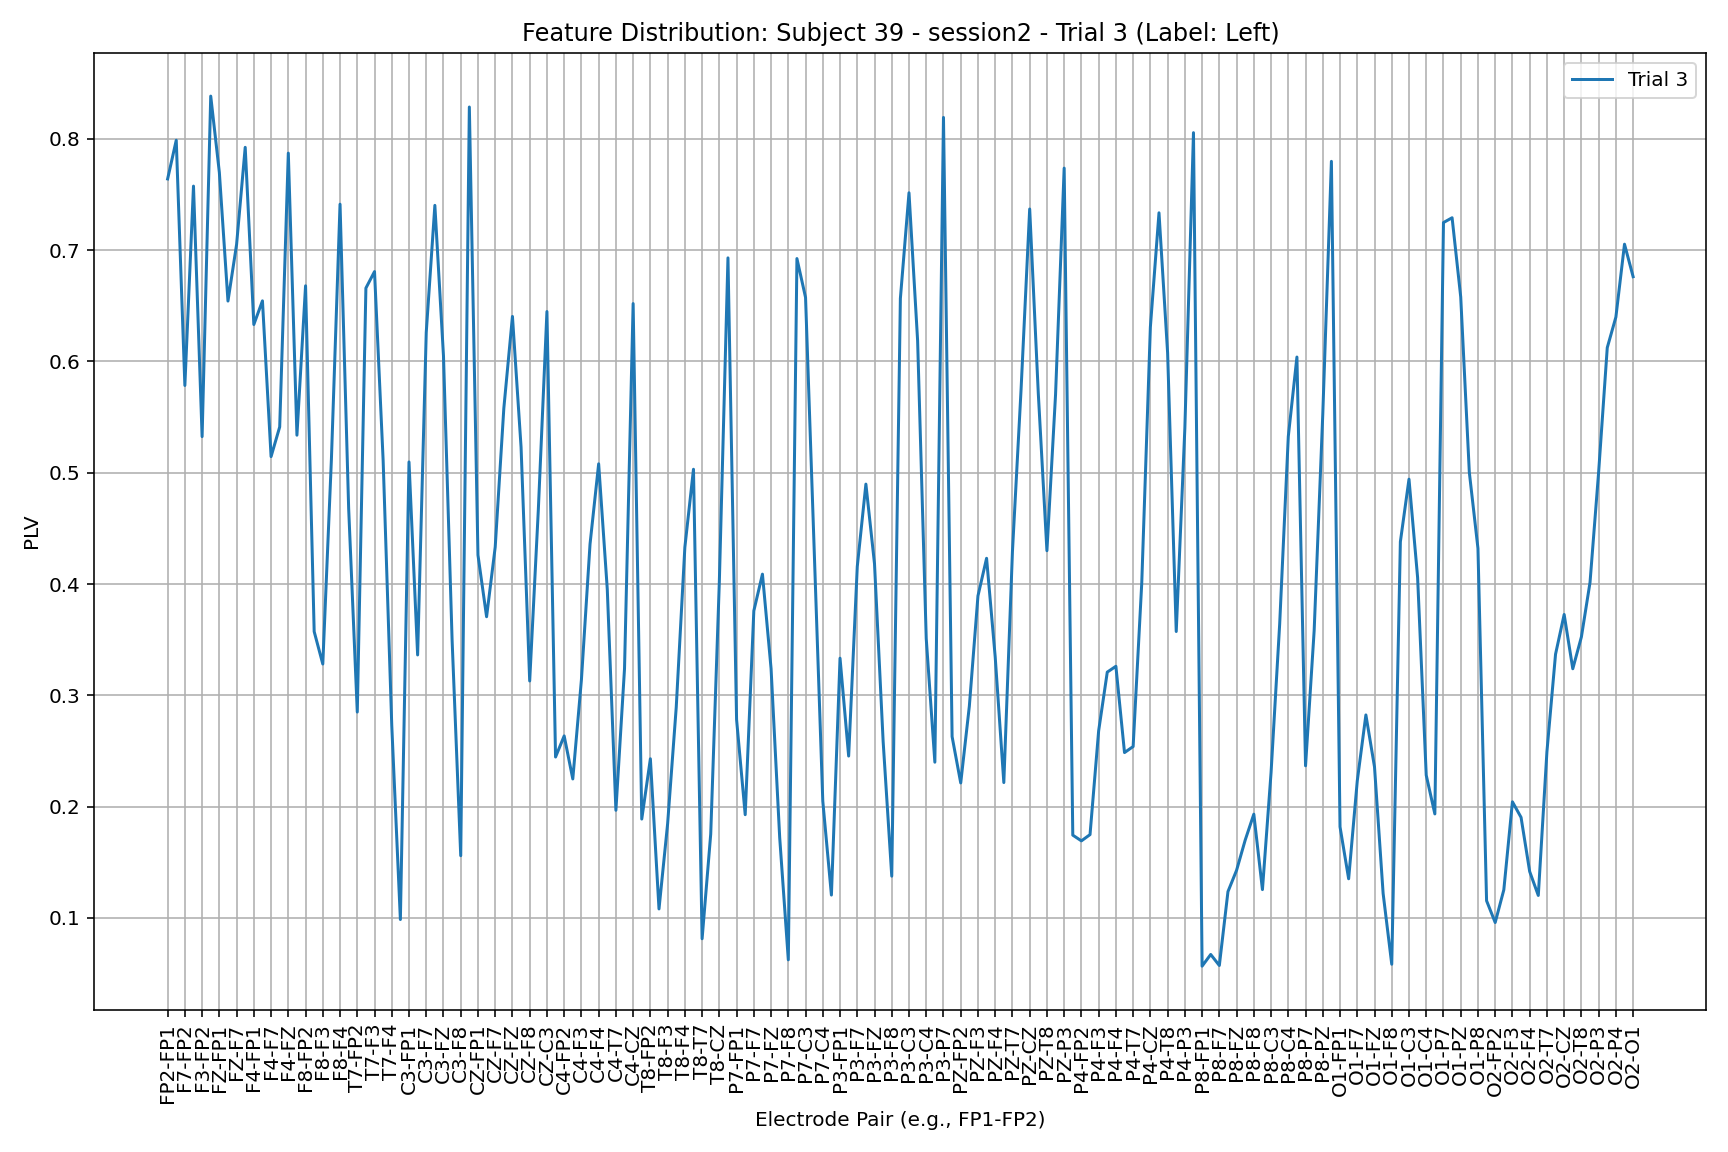 Feature Distribution: Subject 39 - session2 - Trial 3 (Label: Left)
Trial 3
0.8
0.7
0.6
0.5
0.4
0.3
0.2
0.1
PLV
FP2-FP1
F7-FP2
F3-FP2
FZ-FP1
FZ-F7
F4-FP1
F4-F7
F4-FZ
F8-FP2
F8-F3
F8-F4
T7-FP2
T7-F3
T7-F4
C3-FP1
C3-F7
C3-FZ
C3-F8
CZ-FP1
CZ-F7
CZ-FZ
CZ-F8
CZ-C3
C4-FP2
C4-F3
C4-F4
C4-T7
C4-CZ
T8-FP2
T8-F3
T8-F4
T8-T7
T8-CZ
P7-FP1
P7-F7
P7-FZ
P7-F8
P7-C3
P7-C4
P3-FP1
P3-F7
P3-FZ
P3-F8
P3-C3
P3-C4
P3-P7
PZ-FP2
PZ-F3
PZ-F4
PZ-T7
PZ-CZ
PZ-T8
PZ-P3
P4-FP2
P4-F3
P4-F4
P4-T7
P4-CZ
P4-T8
P4-P3
P8-FP1
P8-F7
P8-FZ
P8-F8
P8-C3
P8-C4
P8-P7
P8-PZ
O1-FP1
O1-F7
O1-FZ
O1-F8
O1-C3
O1-C4
O1-P7
O1-PZ
O1-P8
O2-FP2
O2-F3
O2-F4
O2-T7
O2-CZ
O2-T8
O2-P3
O2-P4
O2-O1
Electrode Pair (e.g., FP1-FP2)